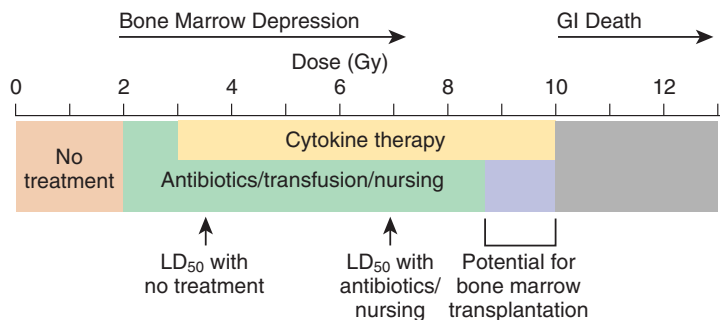 Bone Marrow Depression
GI Death
Dose (Gy)
0 2 4 6 8 10 12
Cytokine therapy
No
treatment
Antibiotics/transfusion/nursing
LD₅₀ with
no treatment
LD₅₀ with
antibiotics/
nursing
Potential for
bone marrow
transplantation